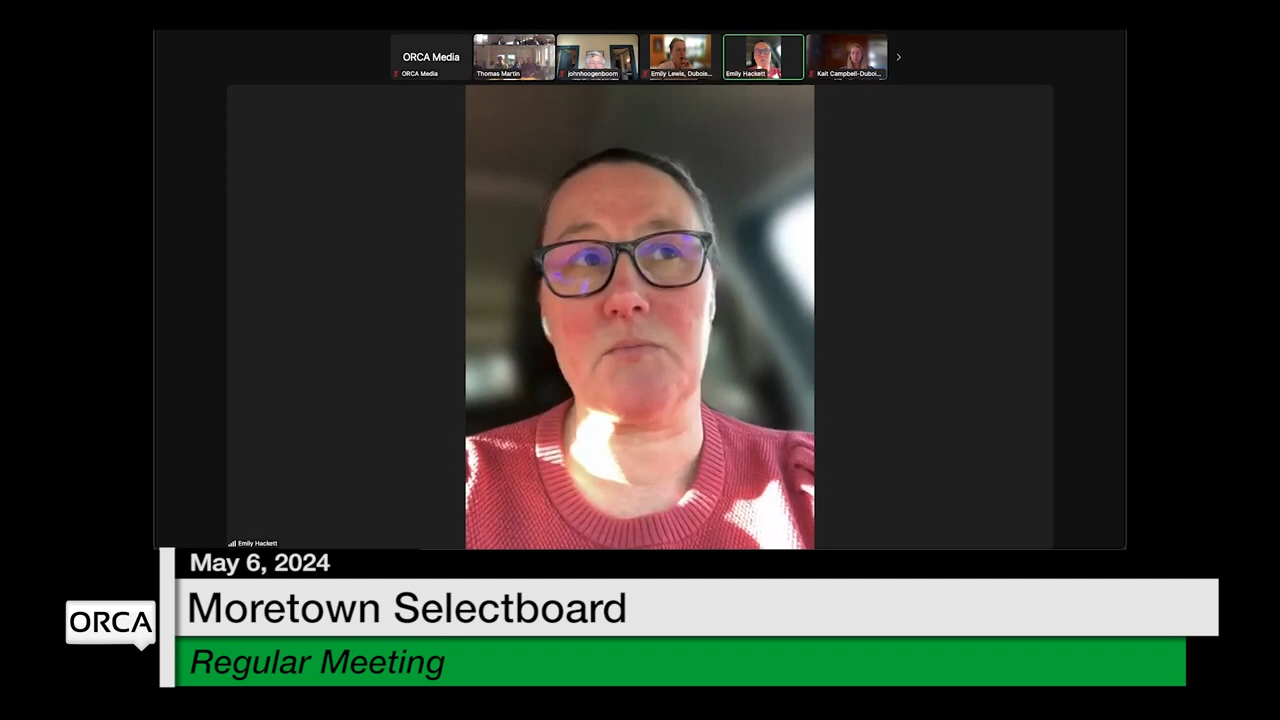 ORCA Media
ORCA Media
Thomas Martin
johnhoogenboom
Emily Lewis, Dubois...
Emily Hackett
Kait Campbell-Duboi...
Emily Hackett
May 6, 2024
Moretown Selectboard
ORCA
Regular Meeting